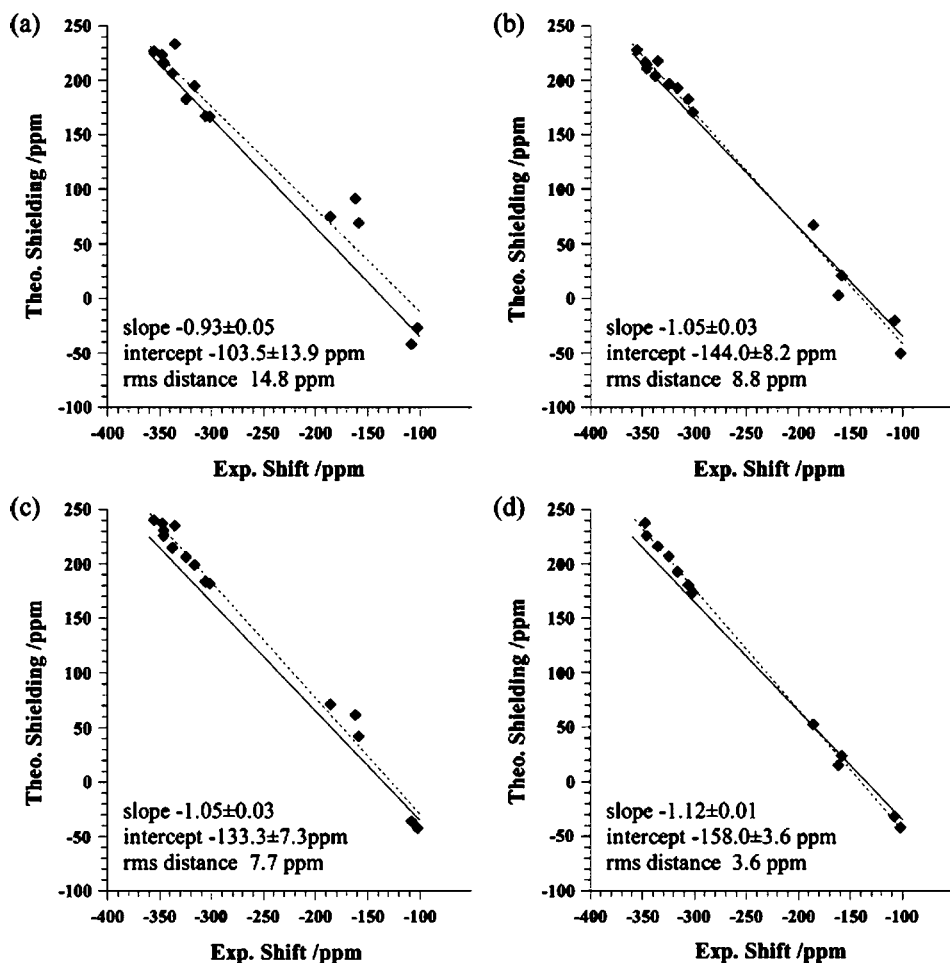 (a)
Theo. Shielding /ppm
250
200
150
100
50
0
-50
-100
slope -0.93±0.05
intercept -103.5±13.9 ppm
rms distance 14.8 ppm
-400 -350 -300 -250 -200 -150 -100
Exp. Shift /ppm
(b)
Theo. Shielding /ppm
250
200
150
100
50
0
-50
-100
slope -1.05±0.03
intercept -144.0±8.2 ppm
rms distance 8.8 ppm
-400 -350 -300 -250 -200 -150 -100
Exp. Shift /ppm
(c)
Theo. Shielding /ppm
250
200
150
100
50
0
-50
-100
slope -1.05±0.03
intercept -133.3±7.3ppm
rms distance 7.7 ppm
-400 -350 -300 -250 -200 -150 -100
Exp. Shift /ppm
(d)
Theo. Shielding /ppm
250
200
150
100
50
0
-50
-100
slope -1.12±0.01
intercept -158.0±3.6 ppm
rms distance 3.6 ppm
-400 -350 -300 -250 -200 -150 -100
Exp. Shift /ppm